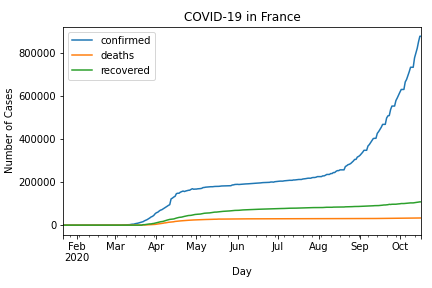 COVID-19 in France
confirmed
deaths
recovered
Number of Cases
800000
600000
400000
200000
0
Feb Mar Apr May Jun Jul Aug Sep Oct
2020
Day